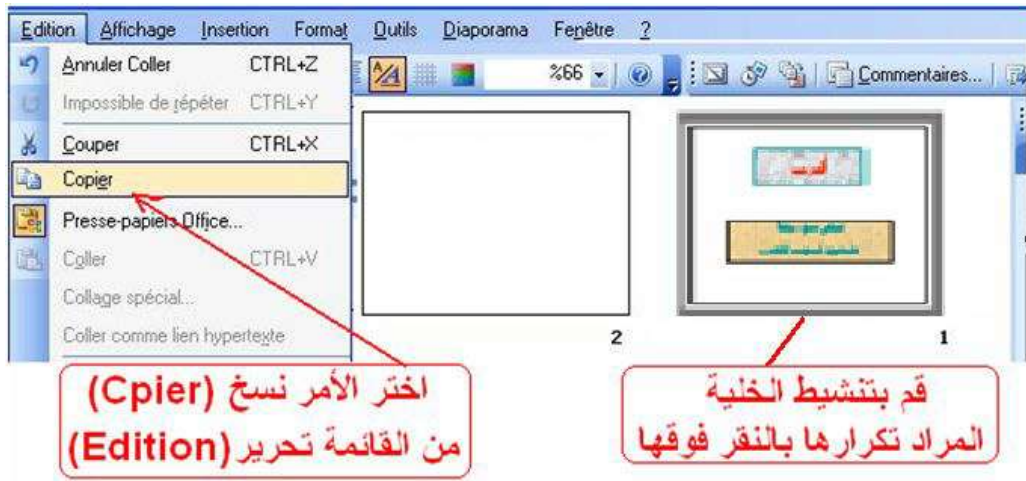 Edition Affichage Insertion Format Outils Diaporama Fenêtre ?
Annuler Coller CTRL+Z
%66 Commentaires...
Impossible de répéter CTRL+Y
Couper CTRL+X
Copier
Presse-papiers Office...
Coller CTRL+V
Collage spécial...
Coller comme lien hypertexte
2
1
قم بتنشيط الخلية
المراد تكرارها بالنقر فوقها
اختر الأمر نسخ (Cpier)
من القائمة تحرير (Edition)